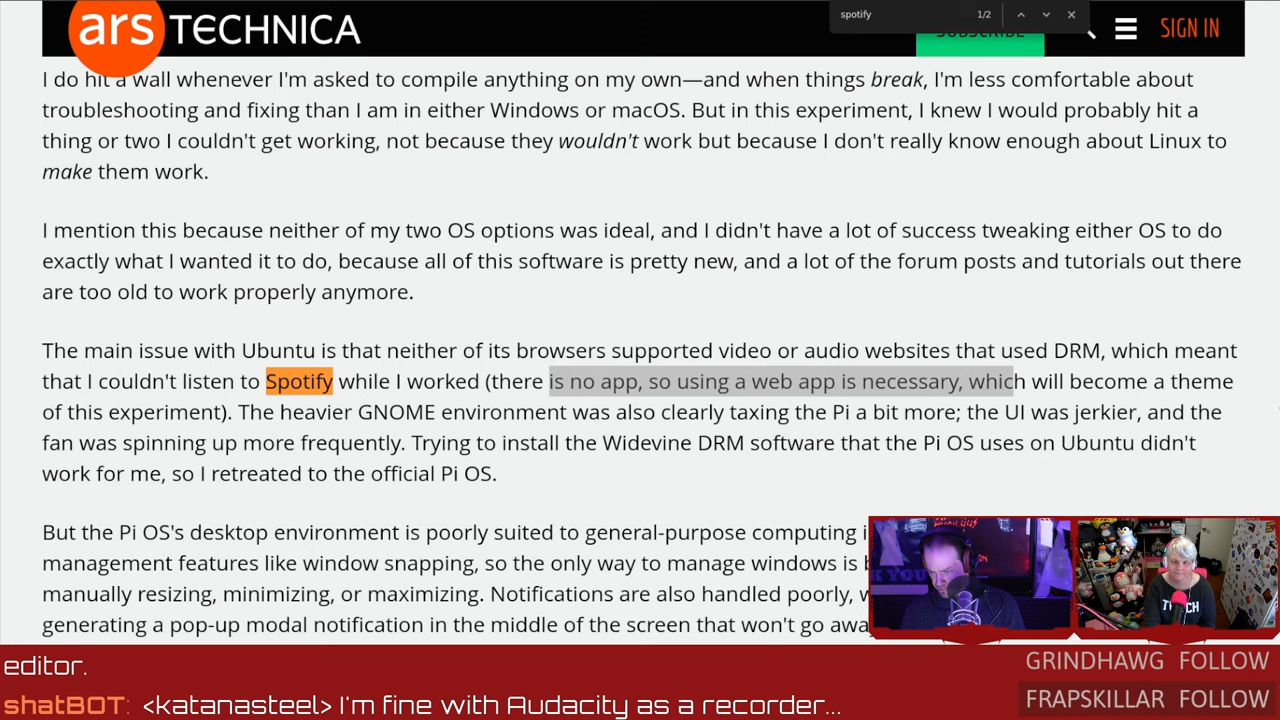 ars TECHNICA
spotify
1/2
SUBSCRIBE
SIGN IN
I do hit a wall whenever I'm asked to compile anything on my own—and when things break, I'm less comfortable about
troubleshooting and fixing than I am in either Windows or macOS. But in this experiment, I knew I would probably hit a
thing or two I couldn't get working, not because they wouldn't work but because I don't really know enough about Linux to
make them work.
I mention this because neither of my two OS options was ideal, and I didn't have a lot of success tweaking either OS to do
exactly what I wanted it to do, because all of this software is pretty new, and a lot of the forum posts and tutorials out there
are too old to work properly anymore.
The main issue with Ubuntu is that neither of its browsers supported video or audio websites that used DRM, which meant
that I couldn't listen to Spotify while I worked (there is no app, so using a web app is necessary, which will become a theme
of this experiment). The heavier GNOME environment was also clearly taxing the Pi a bit more; the UI was jerkier, and the
fan was spinning up more frequently. Trying to install the Widevine DRM software that the Pi OS uses on Ubuntu didn't
work for me, so I retreated to the official Pi OS.
But the Pi OS's desktop environment is poorly suited to general-purpose computing
management features like window snapping, so the only way to manage windows is
manually resizing, minimizing, or maximizing. Notifications are also handled poorly,
generating a pop-up modal notification in the middle of the screen that won't go
editor.
shatBOT: <katanasteel> I'm fine with Audacity as a recorder...
GRINDHAWG FOLLOW
FRAPSKILLAR FOLLOW